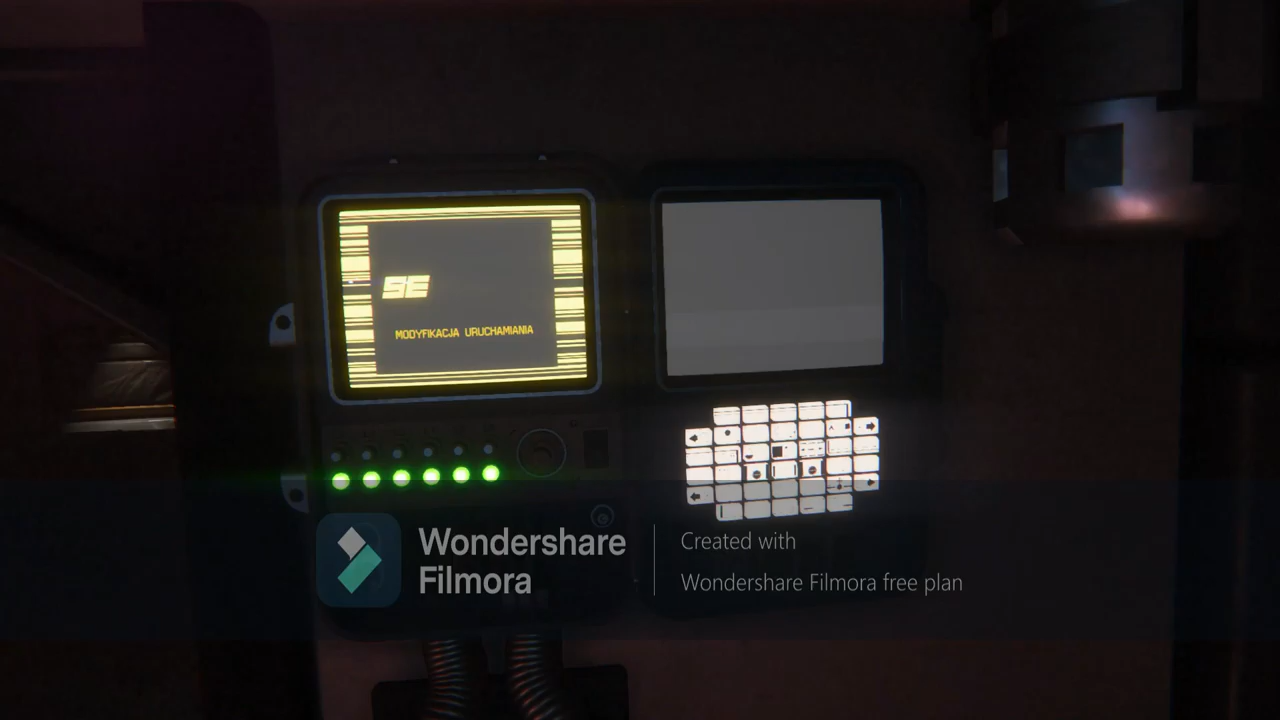 SE
MODYFIKACJA URUCHAMIANIA
Wondershare
Filmora
Created with
Wondershare Filmora free plan